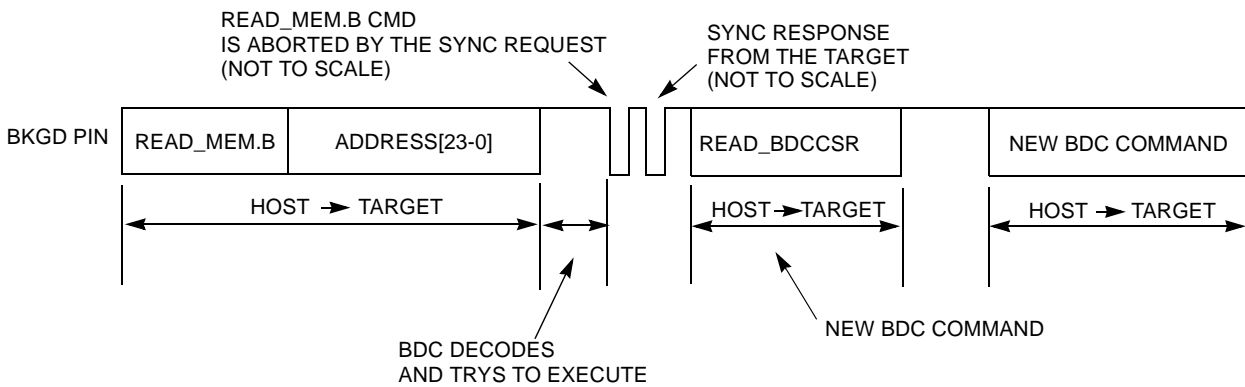 READ_MEM.B CMD
IS ABORTED BY THE SYNC REQUEST
(NOT TO SCALE)
SYNC RESPONSE
FROM THE TARGET
(NOT TO SCALE)
BKGD PIN
READ_MEM.B
ADDRESS[23-0]
READ_BDCCSR
NEW BDC COMMAND
HOST → TARGET
HOST → TARGET
HOST → TARGET
NEW BDC COMMAND
BDC DECODES
AND TRYS TO EXECUTE